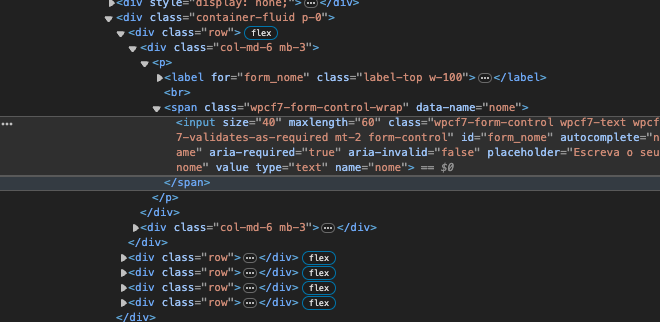 <div style="display: none;">…</div>
<div class="container-fluid p-0">
<div class="row"> flex
<div class="col-md-6 mb-3">
<p>
<label for="form_nome" class="label-top w-100">…</label>
<br>
<span class="wpcf7-form-control-wrap" data-name="nome">
… <input size="40" maxlength="60" class="wpcf7-form-control wpcf7-text wpcf
7-validates-as-required mt-2 form-control" id="form_nome" autocomplete="n
ame" aria-required="true" aria-invalid="false" placeholder="Escreva o seu
nome" value type="text" name="nome"> == $0
</span>
</p>
</div>
<div class="col-md-6 mb-3">…</div>
</div>
<div class="row">…</div> flex
<div class="row">…</div> flex
<div class="row">…</div> flex
<div class="row">…</div> flex
</div>